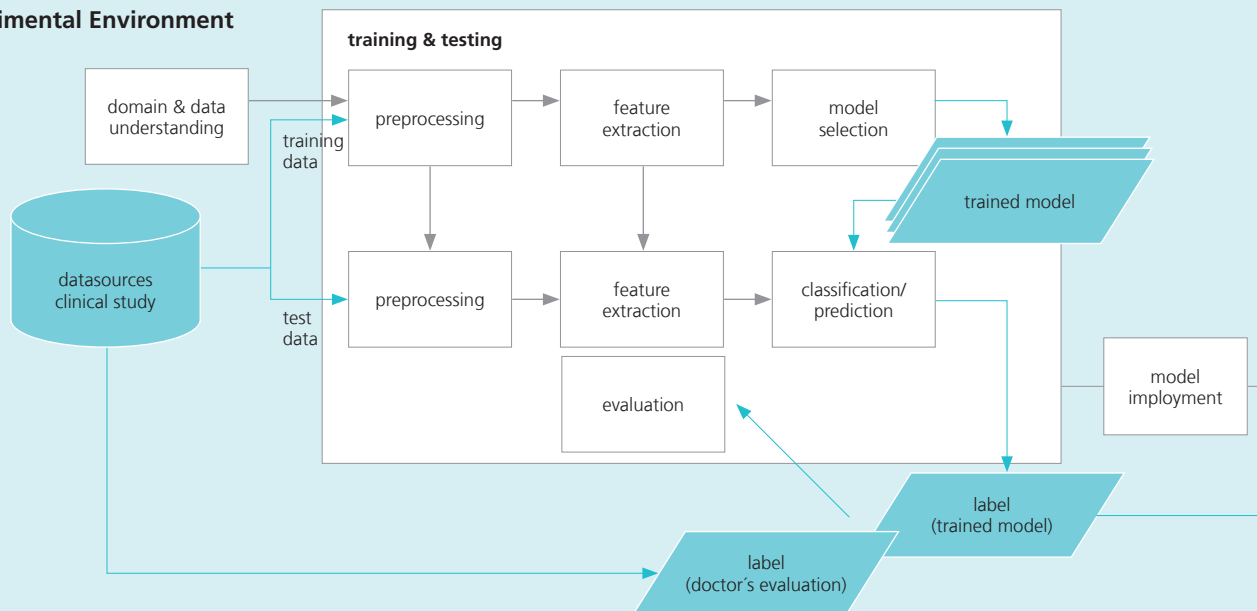 imental Environment
training & testing
domain & data
understanding
preprocessing
feature
extraction
model
selection
training
data
trained model
datasources
clinical study
preprocessing
feature
extraction
classification/
prediction
test
data
evaluation
model
imployment
label
(trained model)
label
(doctor´s evaluation)